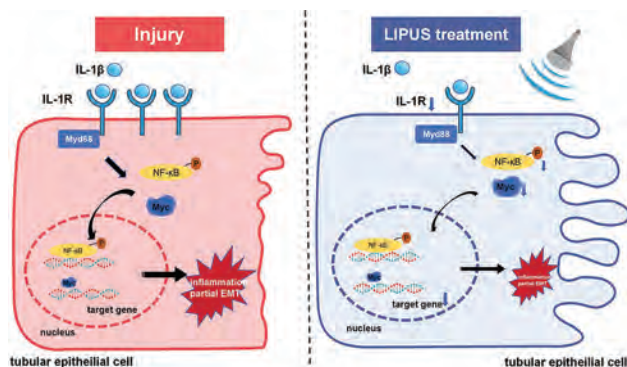 Injury
IL-1β
IL-1R
Myd88
P
NF-κB
Myc
P
NF-κB
target gene
nucleus
inflammation
partial EMT
tubular epitheilial cell
LIPUS treatment
IL-1β
IL-1R
Myd88
P
NF-κB
Myc
P
NF-κB
target gene
nucleus
inflammation
partial EMT
tubular epitheilial cell